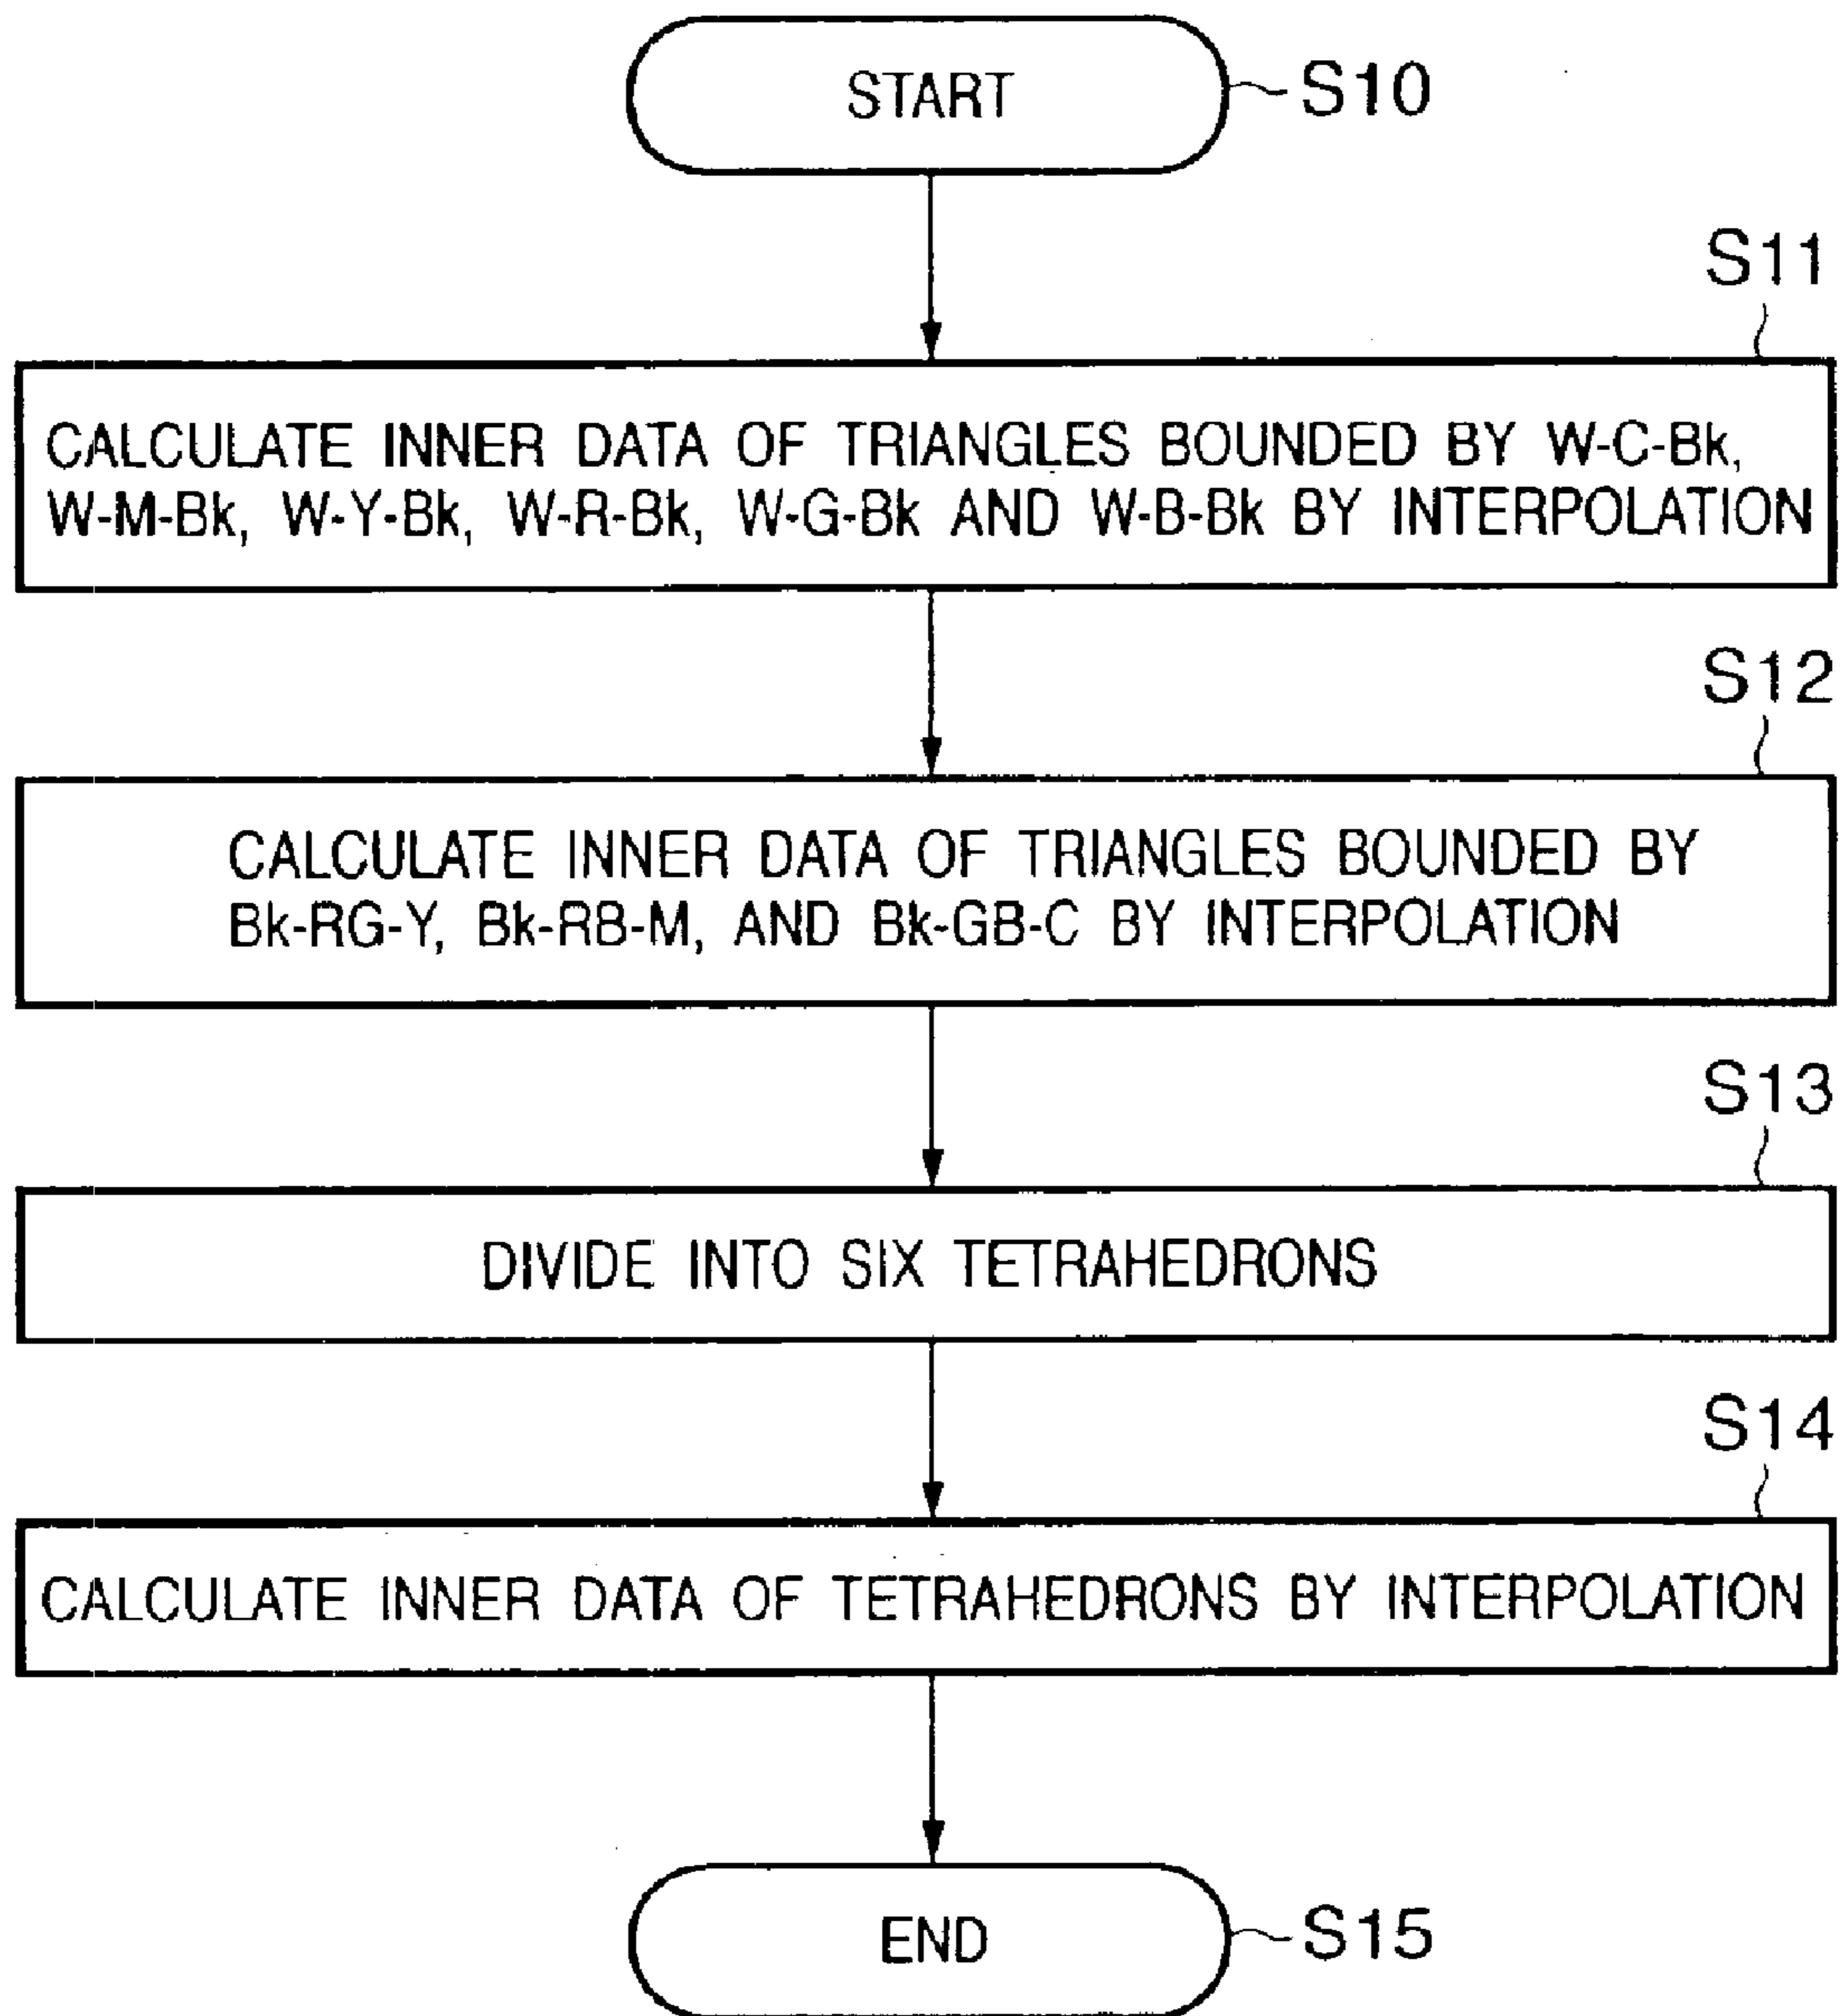 START
S10
S11
CALCULATE INNER DATA OF TRIANGLES BOUNDED BY W-C-Bk,
W-M-Bk, W-Y-Bk, W-R-Bk, W-G-Bk AND W-B-Bk BY INTERPOLATION
S12
CALCULATE INNER DATA OF TRIANGLES BOUNDED BY
Bk-RG-Y, Bk-RB-M, AND Bk-GB-C BY INTERPOLATION
S13
DIVIDE INTO SIX TETRAHEDRONS
S14
CALCULATE INNER DATA OF TETRAHEDRONS BY INTERPOLATION
END
S15